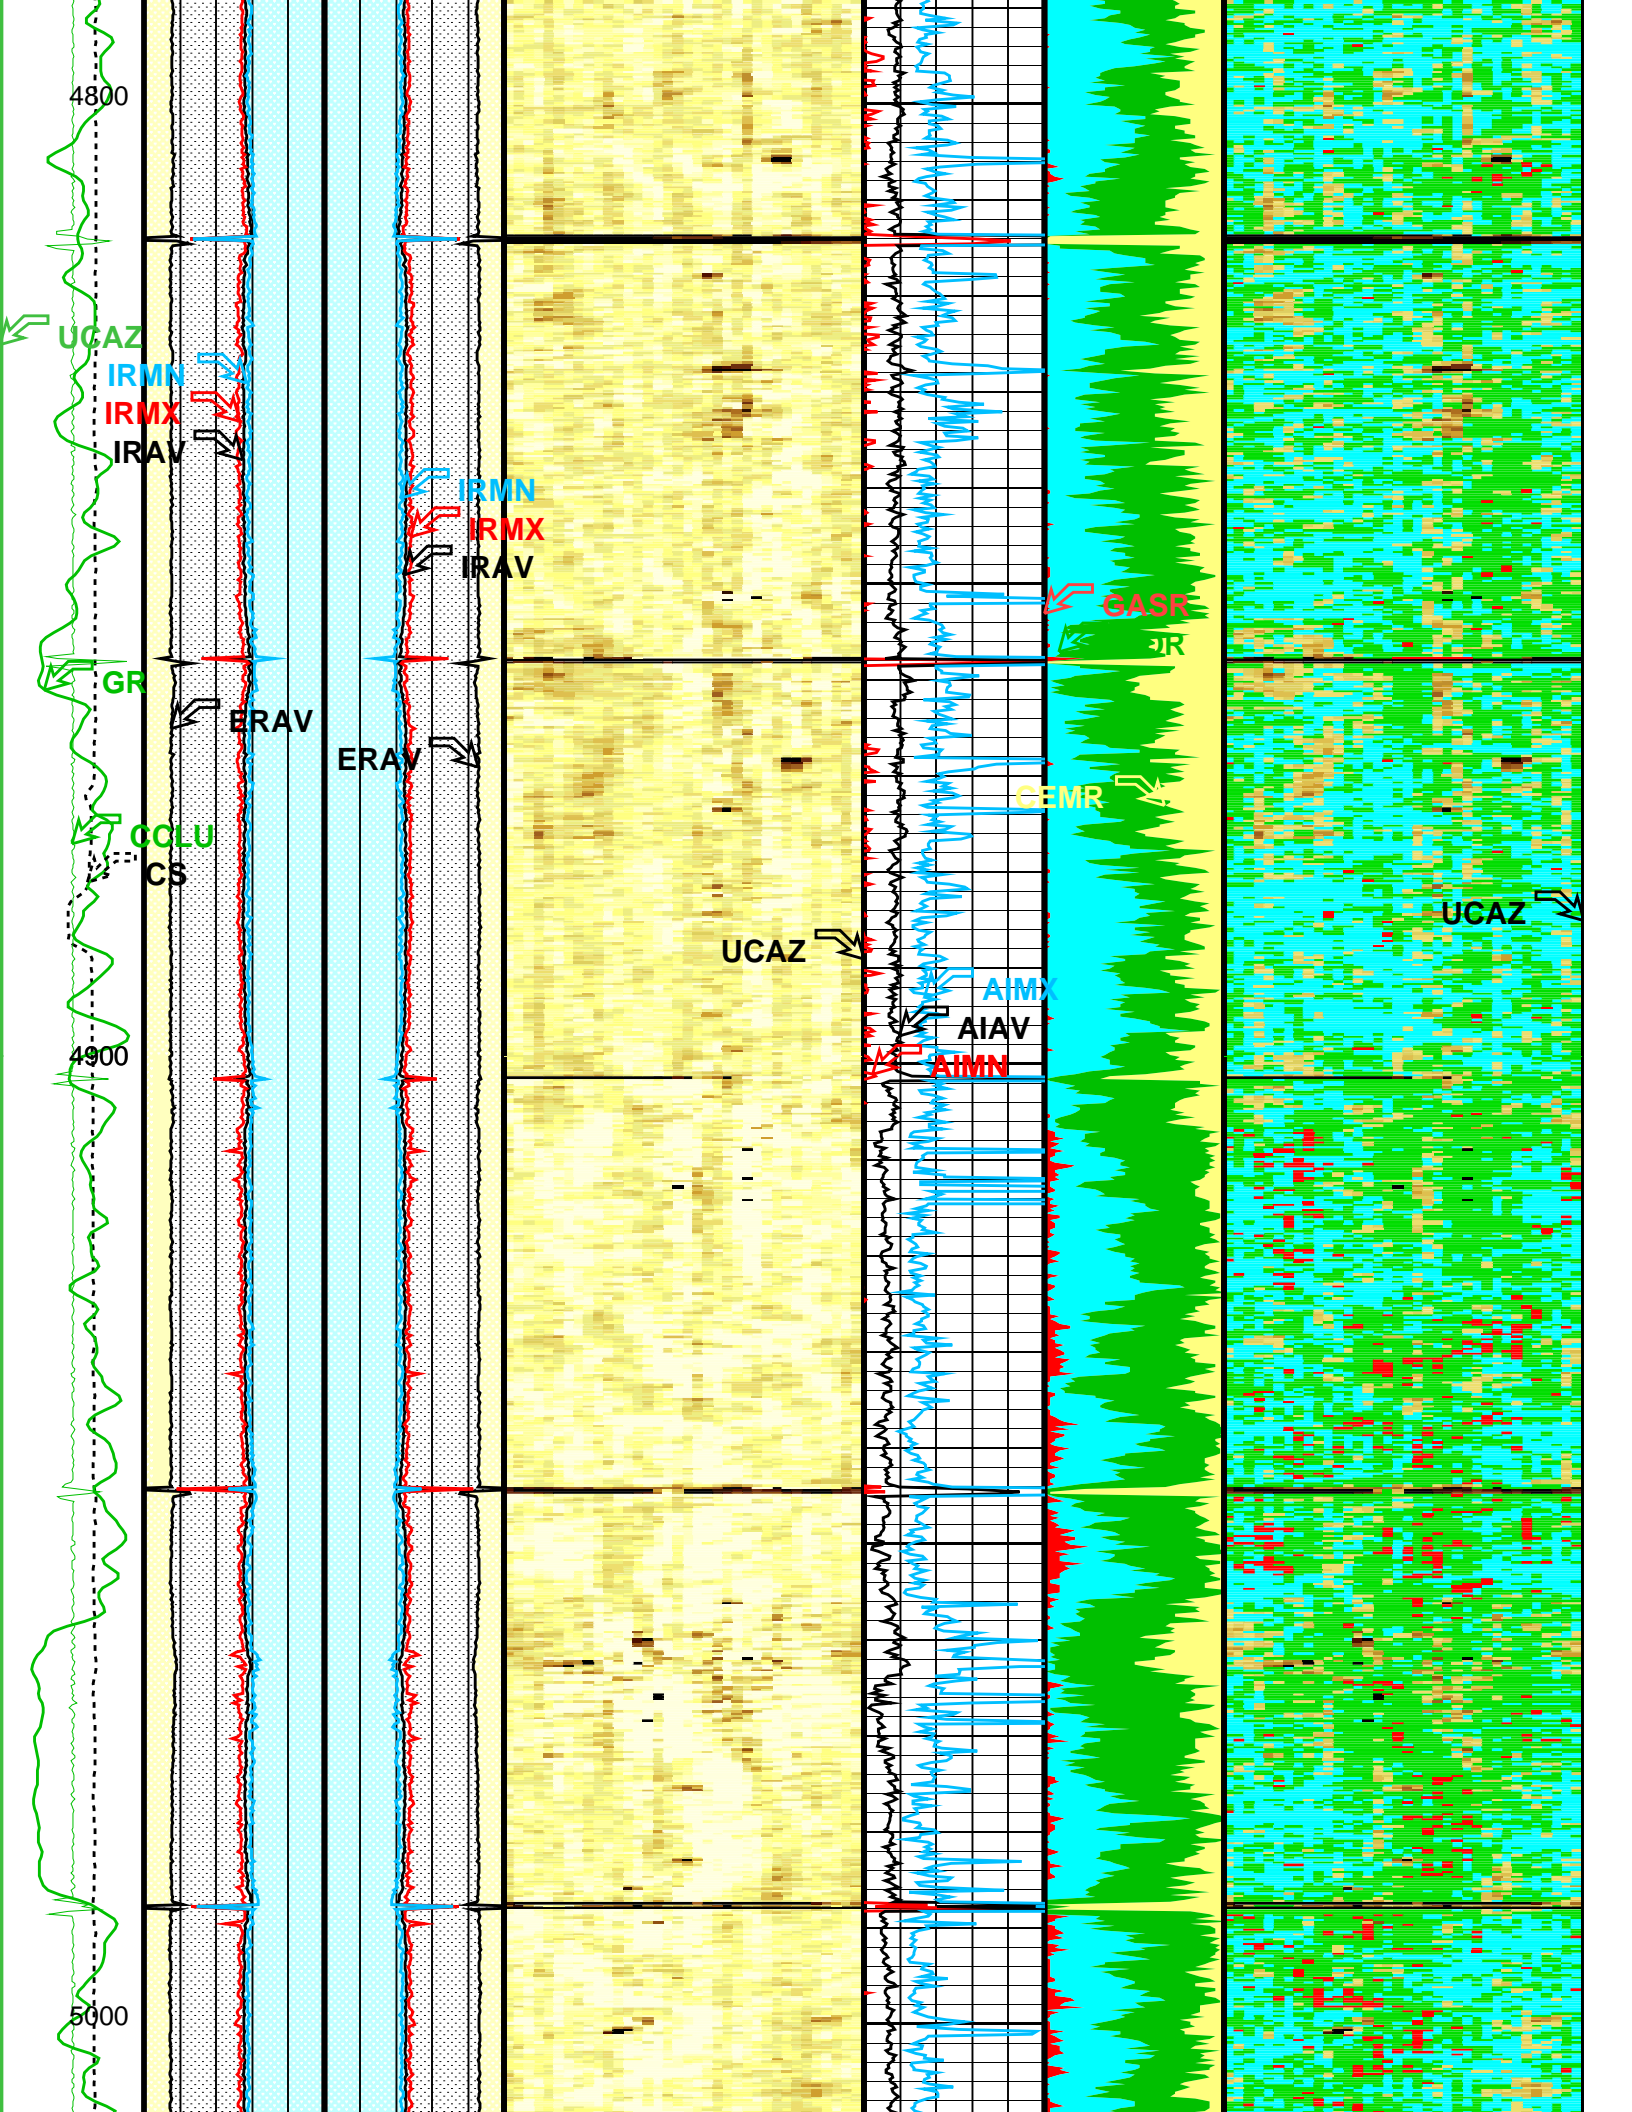 4800
UCAZ
IRMN
IRMX
IRAV
IRMN
IRMX
IRAV
GASR
GR
ERAV
ERAV
CEMR
CCLU
CS
UCAZ
UCAZ
AIMX
AIAV
4900
AIMN
5000